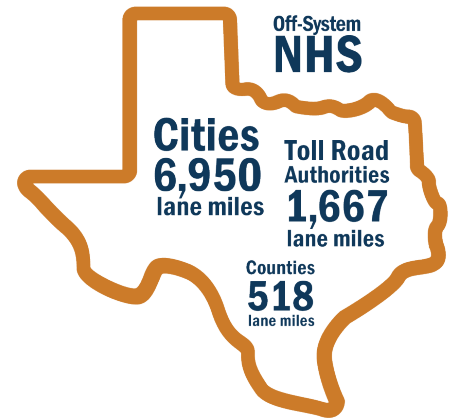 Off-System
NHS
Cities
6,950
lane miles
Toll Road
Authorities
1,667
lane miles
Counties
518
lane miles